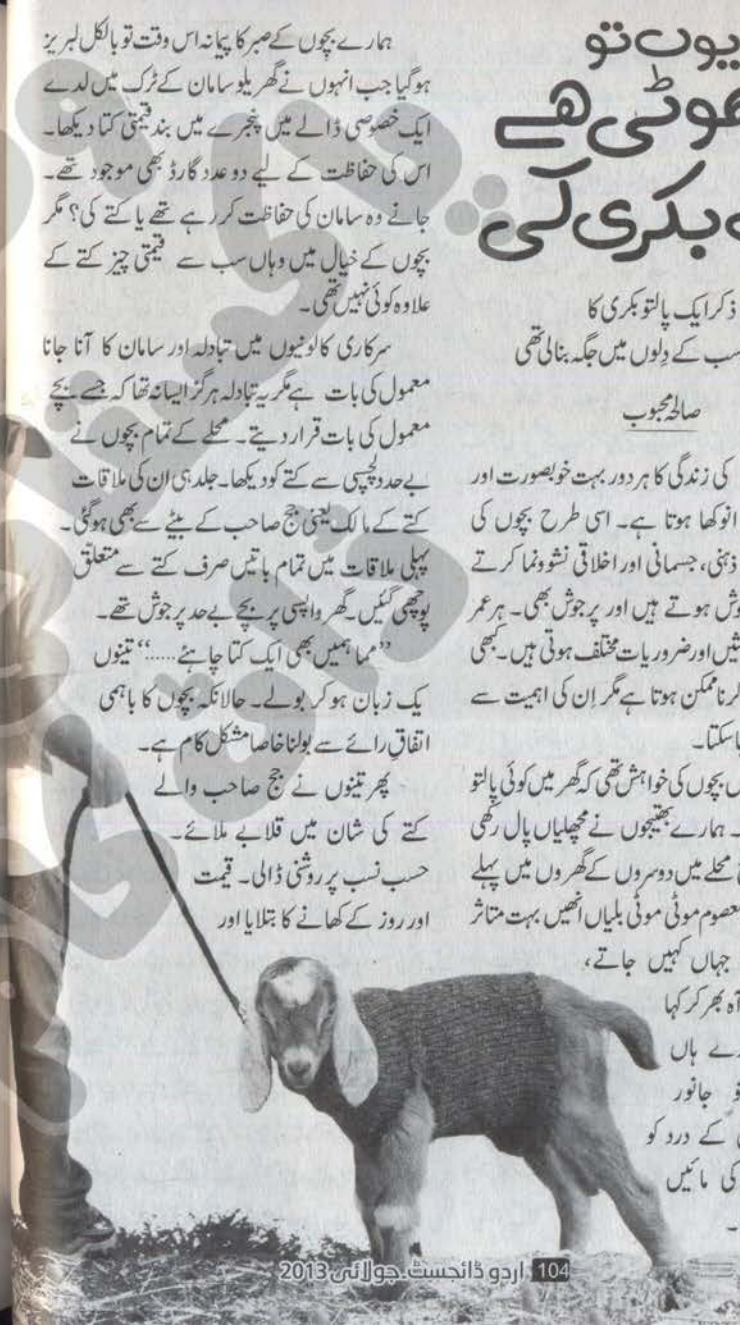 یوں تو
ھوٹی ھے
بکری کی
ذکر ایک پالتو بکری کا
سب کے دِلوں میں جگہ بنالی تھی
صالحہ محبوب
کی زندگی کا ہر دور بہت خوبصورت اور
انوکھا ہوتا ہے۔ اسی طرح بچوں کی
ذہنی، جسمانی اور اخلاقی نشوونما کرتے
ہوتے ہیں اور پرجوش بھی۔ ہر عمر
اور ضروریات مختلف ہوتی ہیں۔ کبھی
کرنا ممکن ہوتا ہے مگر اِن کی اہمیت سے
بچوں کی خواہش تھی کہ گھر میں کوئی پالتو
ہمارے بھتیجوں نے مچھلیاں پال رکھی
محلے میں دوسروں کے گھروں میں پہلے
معصوم موٹی موٹی بلیاں انھیں بہت متاثر
جہاں کہیں جاتے،
آہ بھر کر کہا
ہاں
جانور
کے درد کو
کی مائیں
ہمارے بچوں کے صبر کا پیمانہ اس وقت تو بالکل لبریز
ہوگیا جب انہوں نے گھریلو سامان کے ٹرک میں لدے
ایک خصوصی ڈالے میں پنجرے میں بند قیمتی کتا دیکھا۔
اس کی حفاظت کے لیے دو عدد گارڈ بھی موجود تھے۔
جانے وہ سامان کی حفاظت کر رہے تھے یا کتے کی؟ مگر
بچوں کے خیال میں وہاں سب سے قیمتی چیز کتے کے
علاوہ کوئی نہیں تھی۔
سرکاری کالونیوں میں تبادلہ اور سامان کا آنا جانا
معمول کی بات ہے مگر یہ تبادلہ ہرگز ایسا نہ تھا کہ جسے بچے
معمول کی بات قرار دیتے۔ محلے کے تمام بچوں نے
بے حد دلچسپی سے کتے کو دیکھا۔ جلد ہی ان کی ملاقات
کتے کے مالک یعنی جج صاحب کے بیٹے سے بھی ہوگئی۔
پہلی ملاقات میں تمام باتیں صرف کتے سے متعلق
پوچھی گئیں۔ گھر واپسی پر بچے بے حد پرجوش تھے۔
’’مما ہمیں بھی ایک کتا چاہئے.....‘‘ تینوں
یک زبان ہوکر بولے۔ حالانکہ بچوں کا باہمی
اتفاقِ رائے سے بولنا خاصا مشکل کام ہے۔
پھر تینوں نے جج صاحب والے
کتے کی شان میں قلابے ملائے۔
حسب نسب پر روشنی ڈالی۔ قیمت
اور روز کے کھانے کا بتلایا اور
104 اردو ڈائجسٹ۔ جولائی 2013